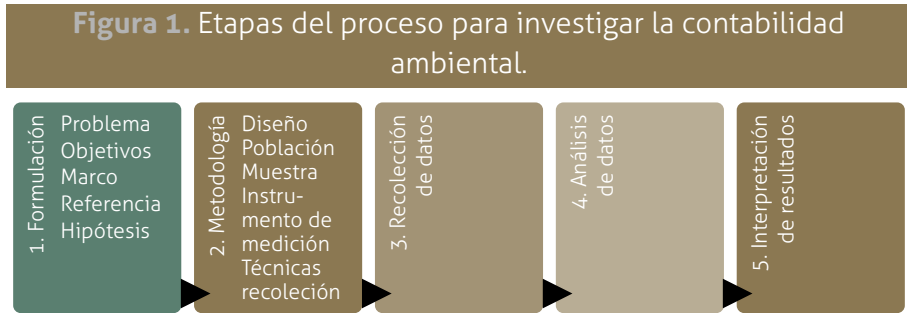 Figura 1. Etapas del proceso para investigar la contabilidad
ambiental.
1. Formulación
Problema
Objetivos
Marco
Referencia
Hipótesis
2. Metodología
Diseño
Población
Muestra
Instru-
mento de
medición
Técnicas
recoleción
3. Recolección
de datos
4. Análisis
de datos
5. Interpretación
de resultados